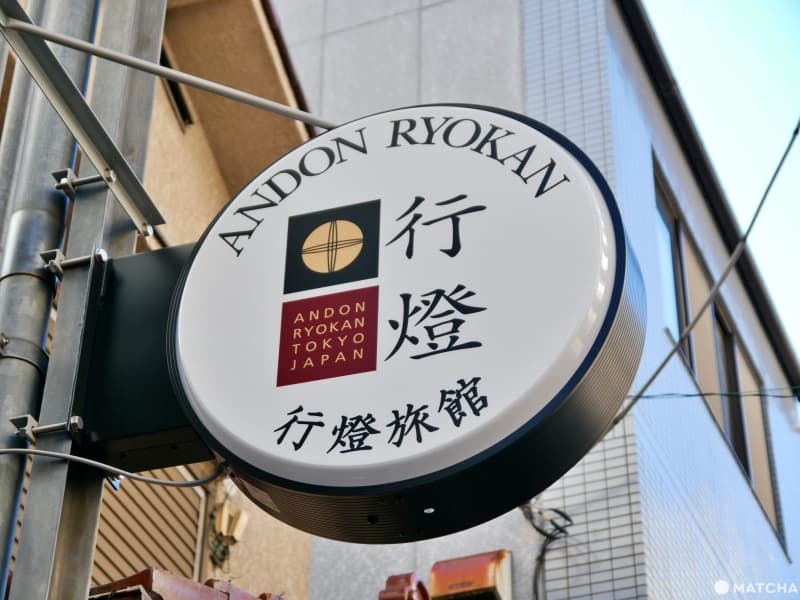 ANDON RYOKAN
行
燈
ANDON
RYOKAN
TOKYO
JAPAN
行燈旅館
MATCHA